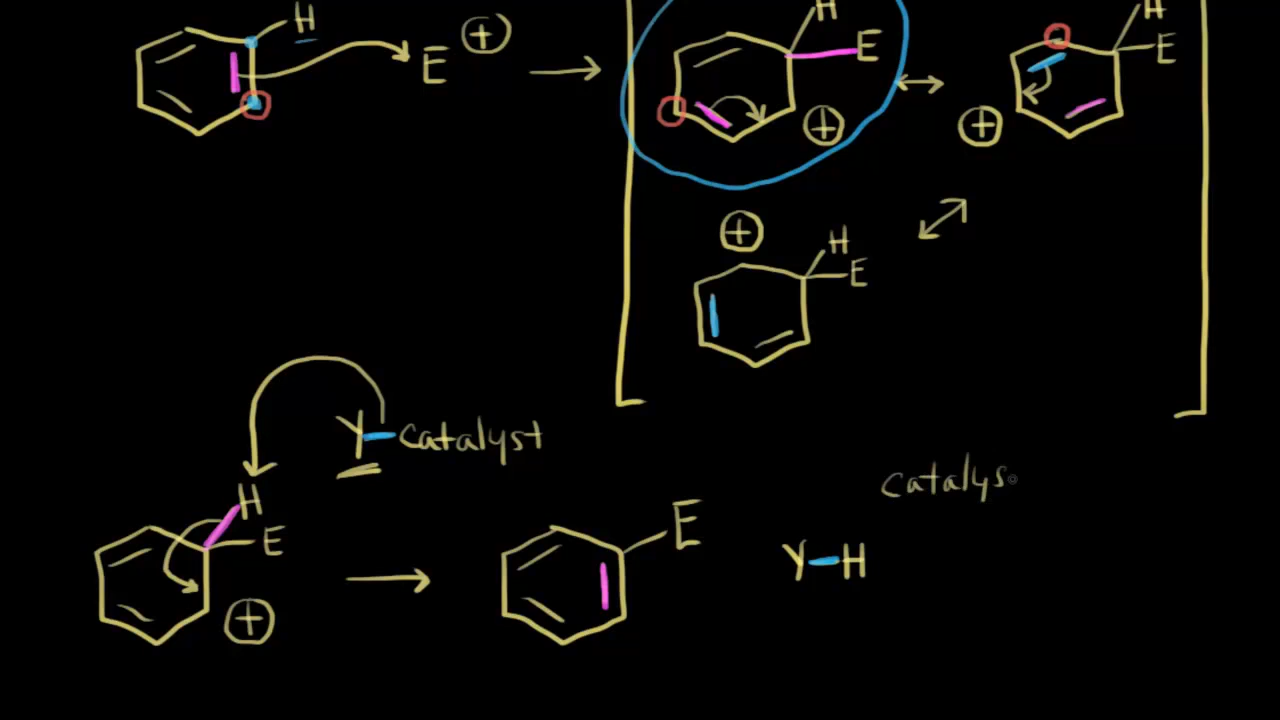 H E +
H E +
H E +
+ H E
Y-Catalyst
H E +
E
Y-H
Catalys